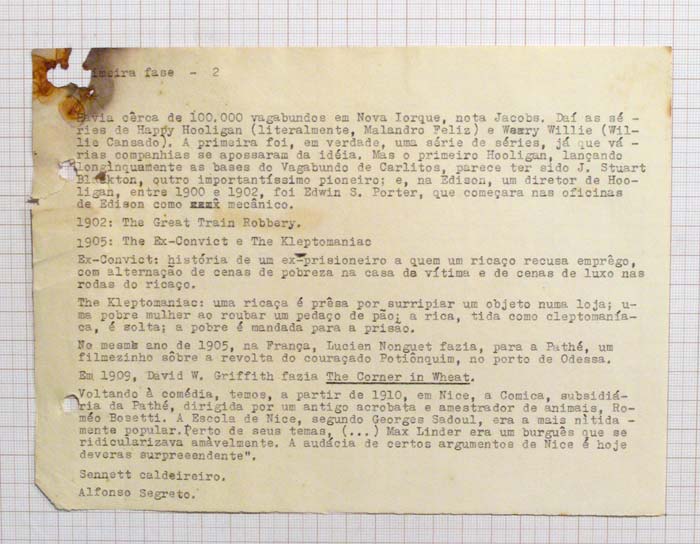 imeira fase - 2
Havia cêrca de 100.000 vagabundos em Nova Iorque, nota Jacobs. Daí as sé -
ries de Happy Hooligan (literalmente, Malandro Feliz) e Weary Willie (Wil-
lie Cansado). A primeira foi, em verdade, uma série de séries, já que vá -
rias companhias se apossaram da idéia. Mas o primeiro Hooligan, lançando
longinquamente as bases do Vagabundo de Carlitos, parece ter sido J. Stuart
Blackton, outro importantíssimo pioneiro; e, na Edison, um diretor de Hoo-
ligan, entre 1900 e 1902, foi Edwin S. Porter, que começara nas oficinas
de Edison como xxxx mecânico.
1902: The Great Train Robbery.
1905: The Ex-Convict e The Kleptomaniac
Ex-Convict: história de um ex-prisioneiro a quem um ricaço recusa emprêgo,
com alternação de cenas de pobreza na casa da vítima e de cenas de luxo nas
rodas do ricaço.
The Kleptomaniac: uma ricaça é prêsa por surripiar um objeto numa loja; u-
ma pobre mulher ao roubar um pedaço de pão; a rica, tida como cleptomanía-
ca, é solta; a pobre é mandada para a prisão.
No mesmo ano de 1905, na França, Lucien Nonguet fazia, para a Pathé, um
filmezinho sôbre a revolta do couraçado Potiônquim, no porto de Odessa.
Em 1909, David W. Griffith fazia The Corner in Wheat.
Voltando à comédia, temos, a partir de 1910, em Nice, a Comica, subsidiá-
ria da Pathé, dirigida por um antigo acrobata e amestrador de animais, Ro-
méo Bosetti. A Escola de Nice, segundo Georges Sadoul, era a mais nìtida -
mente popular. Perto de seus temas, (...) Max Linder era um burguês que se
ridicularizava amàvelmente. A audácia de certos argumentos de Nice é hoje
deveras surpreeendente".
Sennett caldeireiro.
Alfonso Segreto.